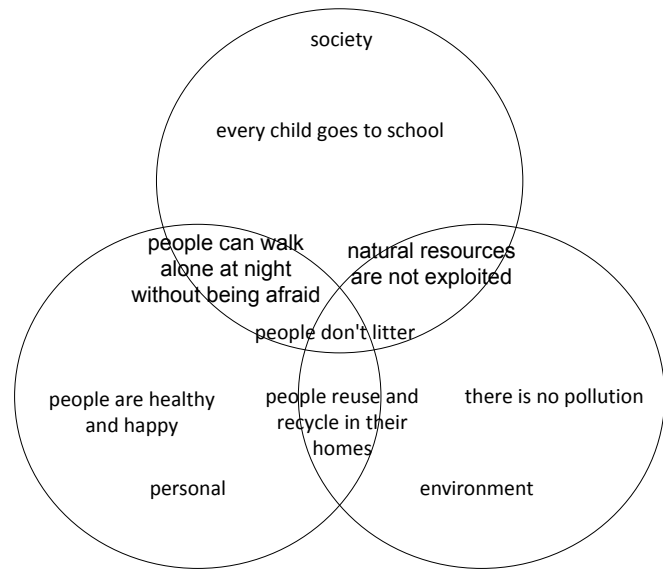 society
every child goes to school
people can walk
alone at night
without being afraid
natural resources
are not exploited
people don't litter
people are healthy
and happy
people reuse and
recycle in their
homes
there is no pollution
personal
environment